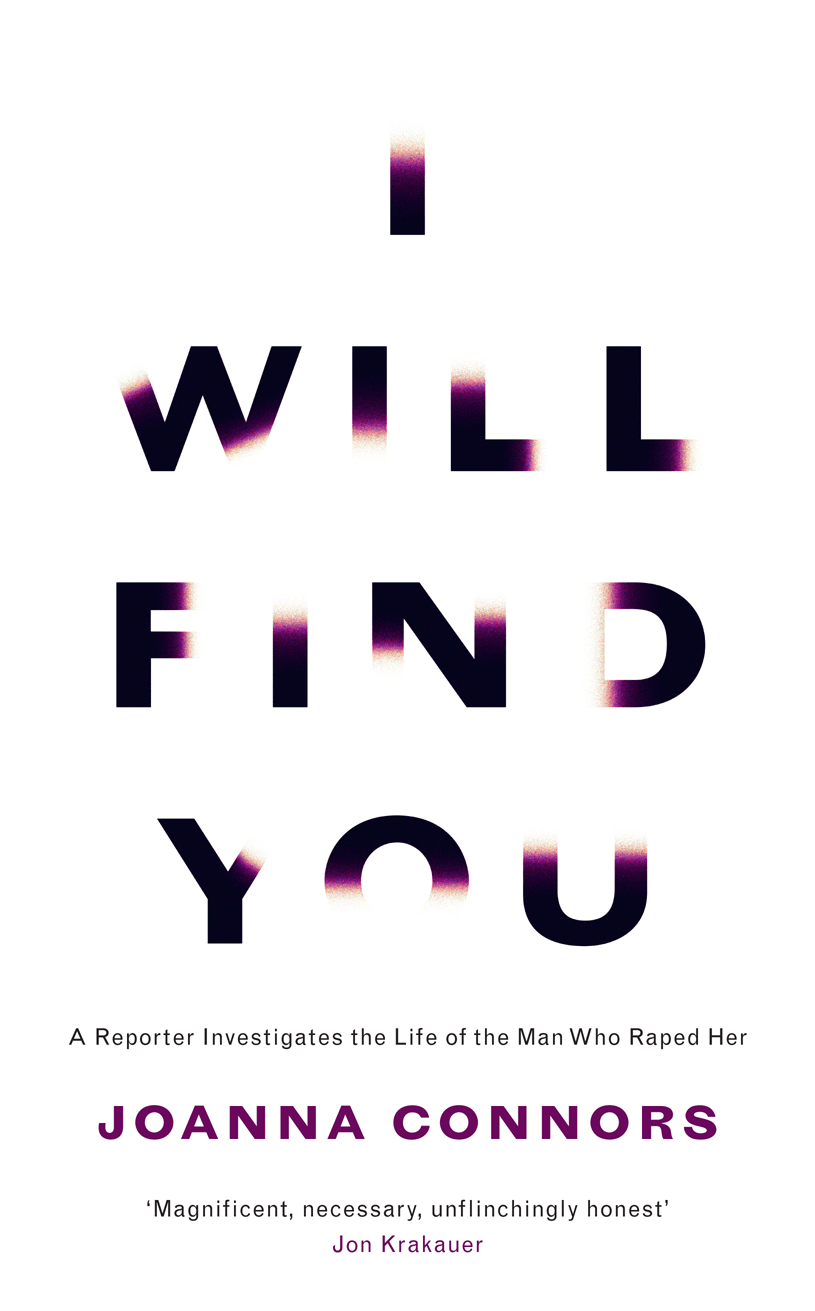 I
WILL
FIND
YOU
A Reporter Investigates the Life of the Man Who Raped Her
JOANNA CONNORS
‘Magnificent, necessary, unflinchingly honest’
Jon Krakauer